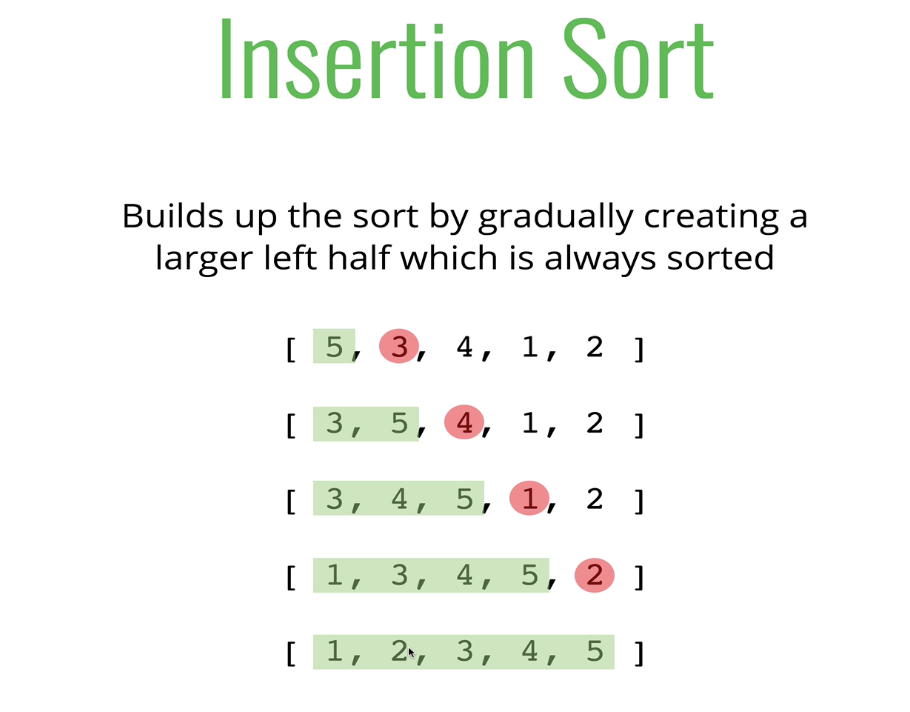 Insertion Sort
Builds up the sort by gradually creating a
larger left half which is always sorted
[ 5, 3, 4, 1, 2 ]
[ 3, 5, 4, 1, 2 ]
[ 3, 4, 5, 1, 2 ]
[ 1, 3, 4, 5, 2 ]
[ 1, 2, 3, 4, 5 ]